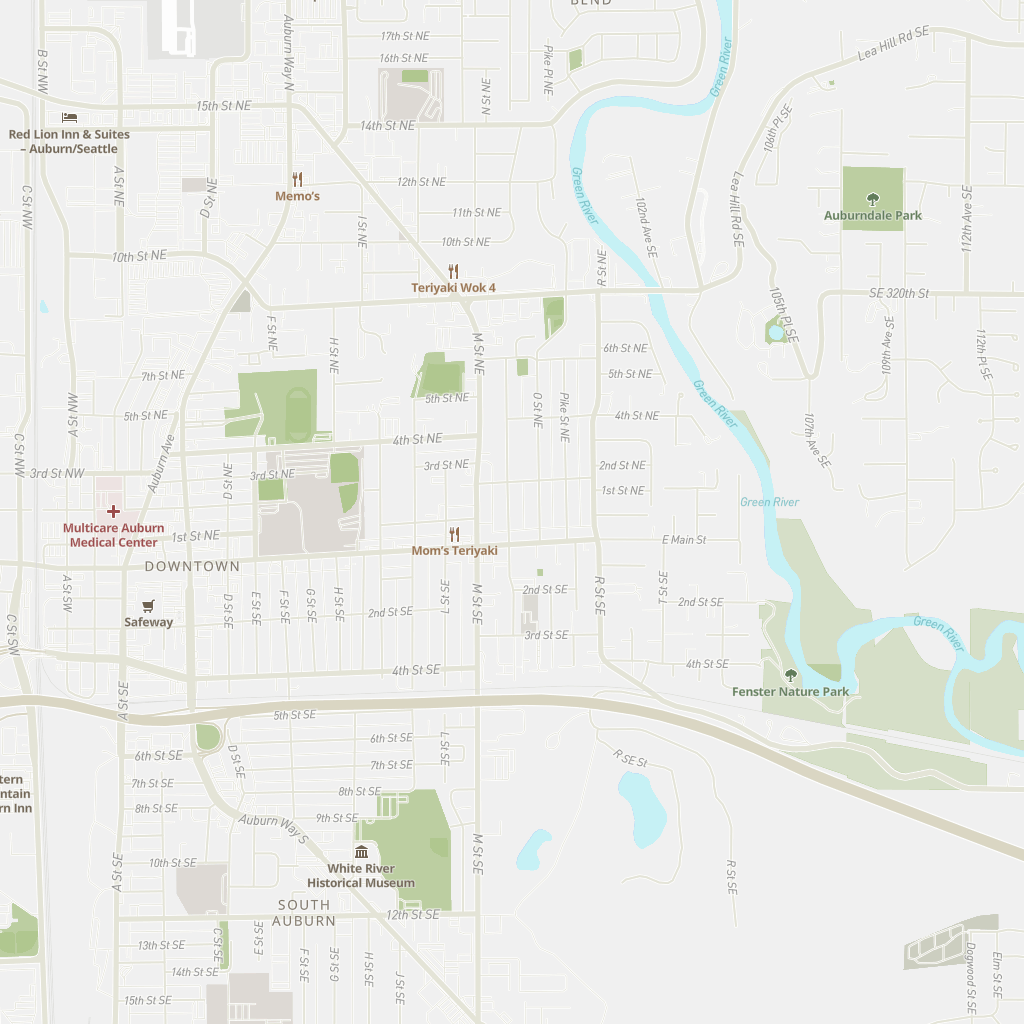 BEND
17th St NE
16th St NE
Auburn Way N
B St NW
Pike Pl NE
N St NE
Green River
Lea Hill Rd SE
15th St NE
14th St NE
Red Lion Inn & Suites
– Auburn/Seattle
106th Pl SE
A St NE
C St NW
D St NE
Memo's
12th St NE
Green River
Lea Hill Rd SE
Auburndale Park
112th Ave SE
11th St NE
I St NE
102nd Ave SE
10th St NE
10th St NE
R St NE
Teriyaki Wok 4
SE 320th St
105th Pl SE
F St NE
H St NE
M St NE
6th St NE
109th Ave SE
112th Pl SE
7th St NE
5th St NE
5th St NE
Green River
A St NW
5th St NE
O St NE
Pike St NE
4th St NE
107th Ave SE
C St NW
Auburn Ave
4th St NE
3rd St NW
D St NE
3rd St NE
3rd St NE
2nd St NE
1st St NE
Green River
Multicare Auburn
Medical Center
1st St NE
Mom's Teriyaki
E Main St
DOWNTOWN
A St SW
D St SE
E St SE
F St SE
G St SE
H St SE
L St SE
M St SE
2nd St SE
R St SE
T St SE
2nd St SE
Safeway
2nd St SE
C St SW
3rd St SE
Green River
4th St SE
4th St SE
Fenster Nature Park
A St SE
5th St SE
6th St SE
6th St SE
L St SE
D St SE
7th St SE
R SE St
tern
ntain
rn Inn
7th St SE
8th St SE
8th St SE
9th St SE
Auburn Way S
M St SE
10th St SE
A St SE
White River
Historical Museum
R St SE
SOUTH
AUBURN
12th St SE
13th St SE
C St SE
E St SE
F St SE
G St SE
H St SE
J St SE
14th St SE
15th St SE
Dogwood St SE
Elm St SE